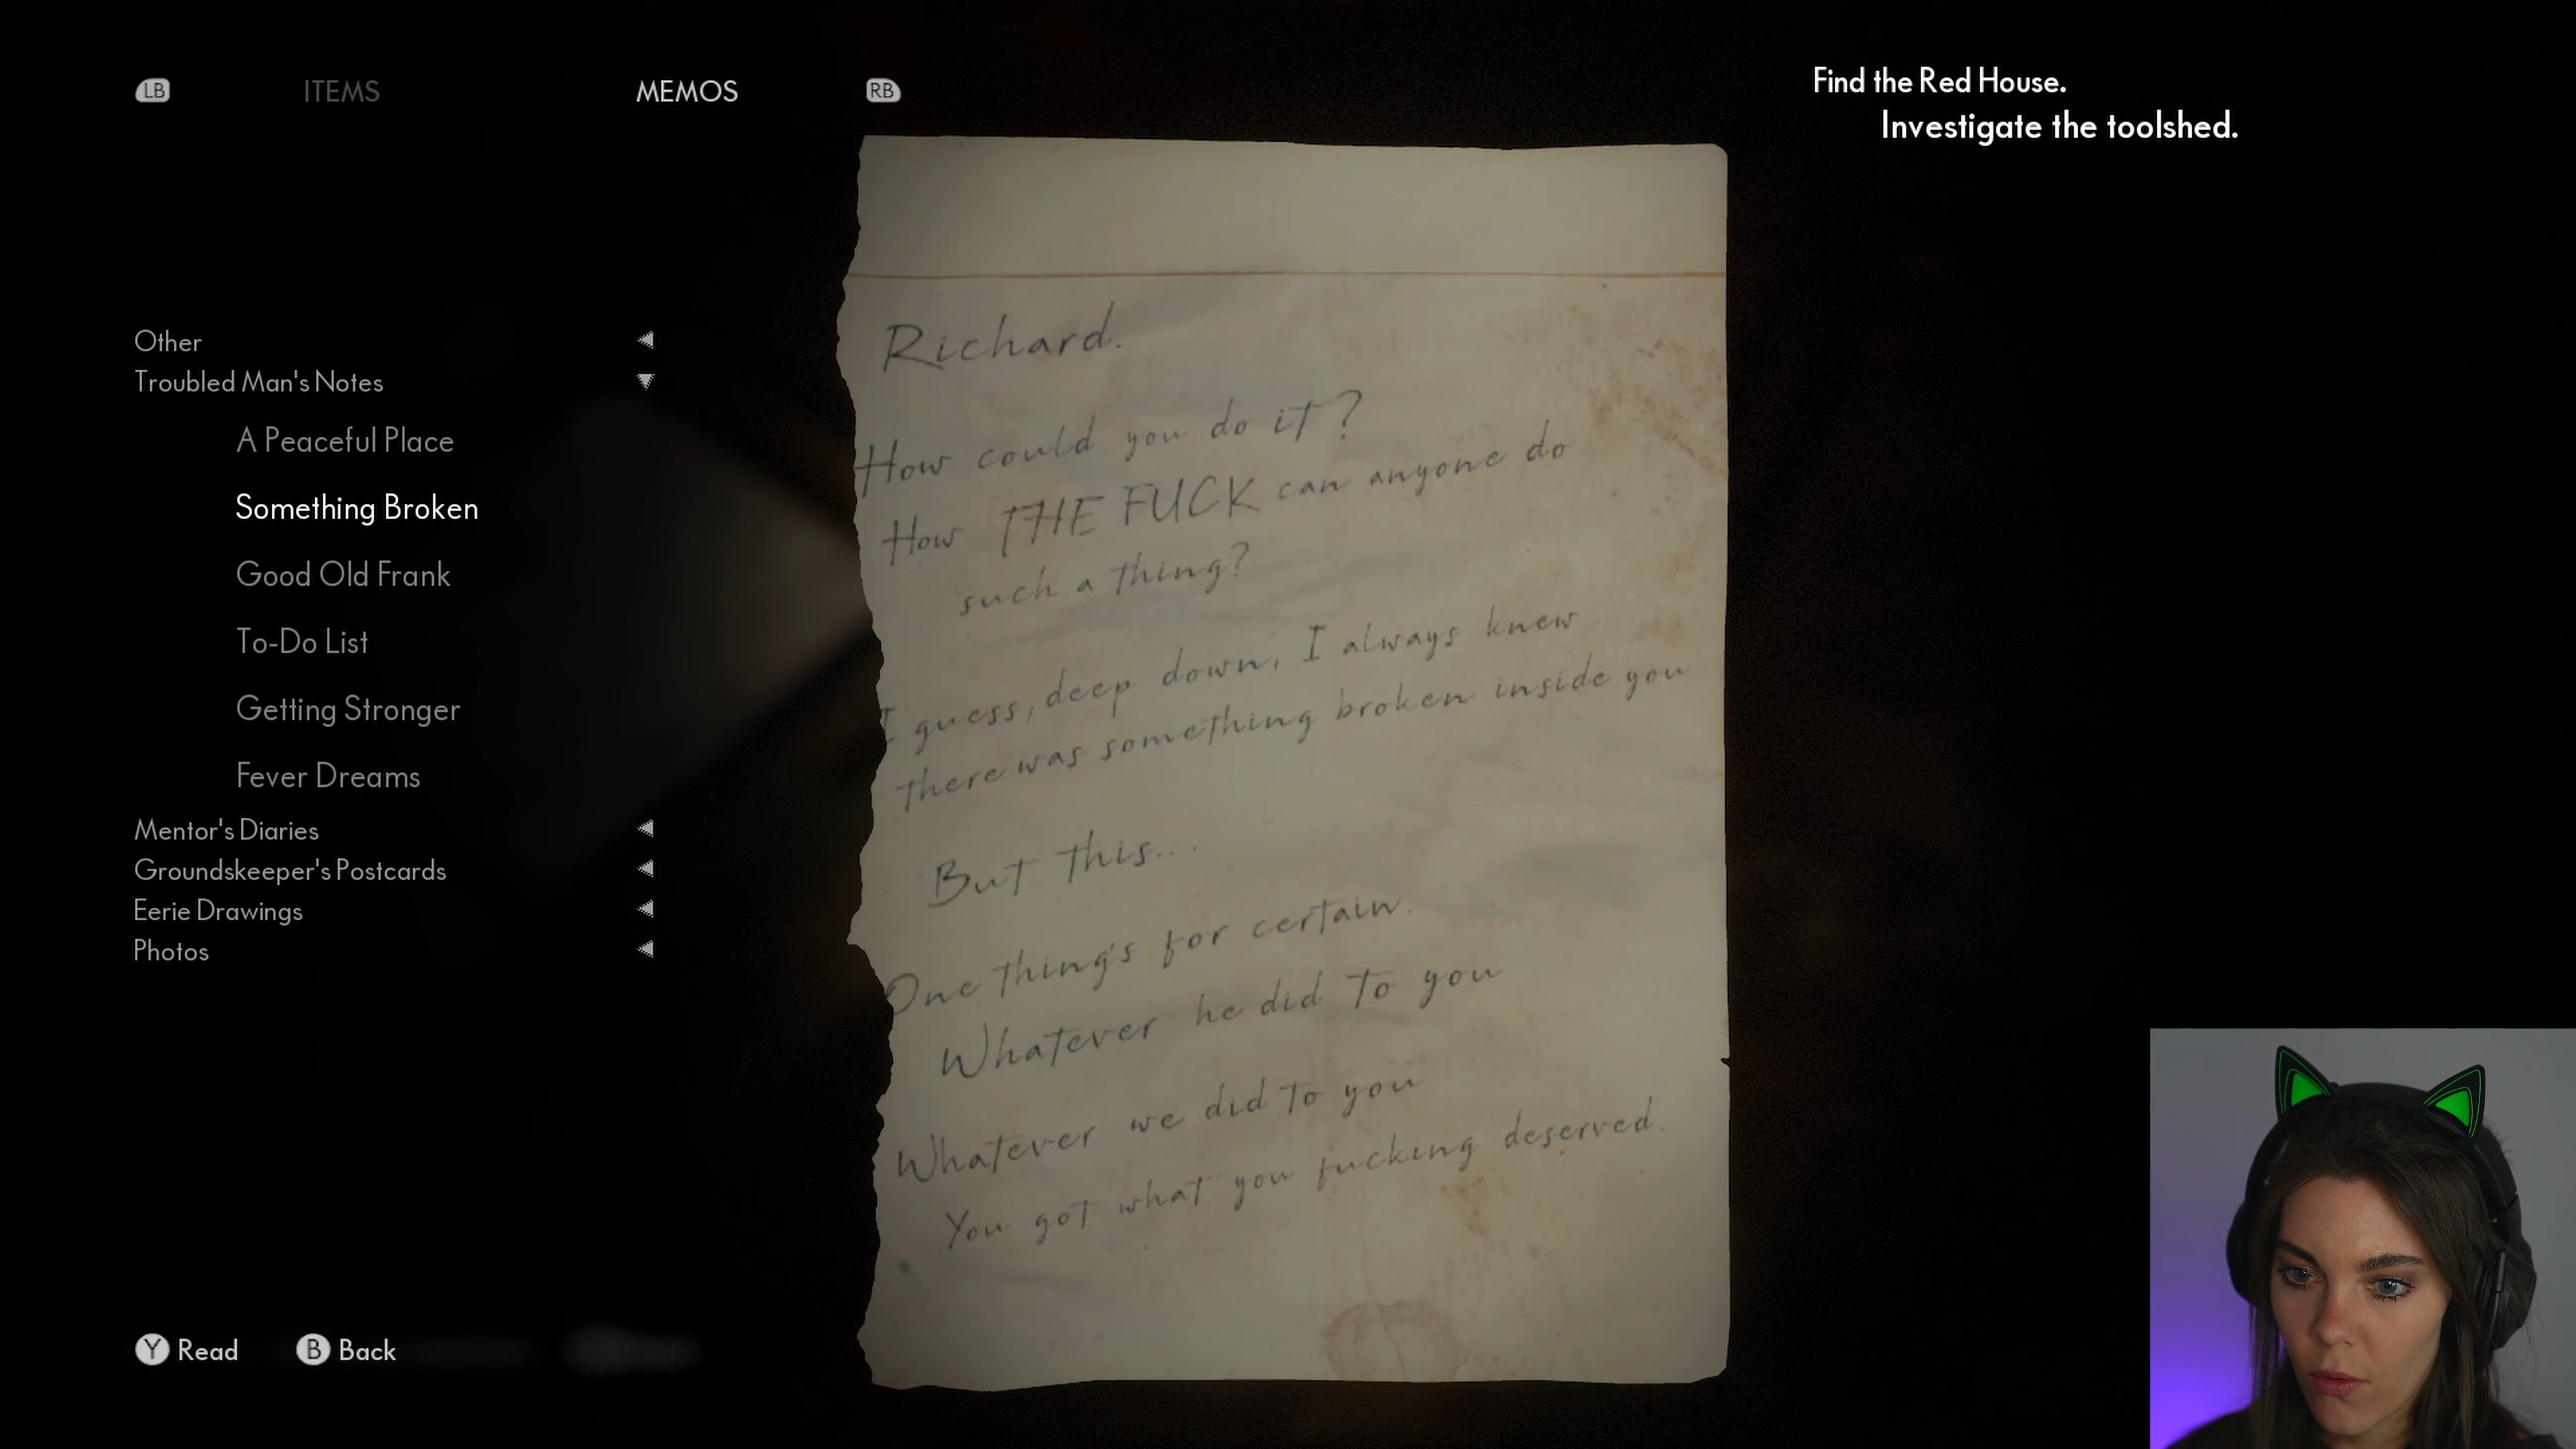 LB
ITEMS
MEMOS
RB
Find the Red House.
Investigate the toolshed.
Other
Troubled Man's Notes
A Peaceful Place
Something Broken
Good Old Frank
To-Do List
Getting Stronger
Fever Dreams
Mentor's Diaries
Groundskeeper's Postcards
Eerie Drawings
Photos
Richard.
How could you do it?
How THE FUCK can anyone do
such a thing?
I guess, deep down, I always knew
there was something broken inside you
But this...
One thing's for certain.
Whatever he did to you
Whatever we did to you
You got what you fucking deserved.
Y Read
B Back